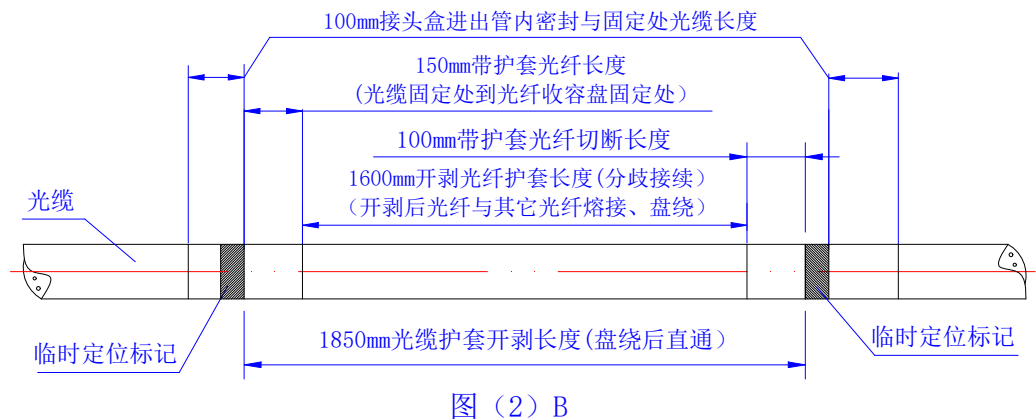 100mm接头盒进出管内密封与固定处光缆长度
150mm带护套光纤长度
(光缆固定处到光纤收容盘固定处）
100mm带护套光纤切断长度
1600mm开剥光纤护套长度(分歧接续）
（开剥后光纤与其它光纤熔接、盘绕）
光缆
临时定位标记
1850mm光缆护套开剥长度(盘绕后直通）
临时定位标记
图（2）B